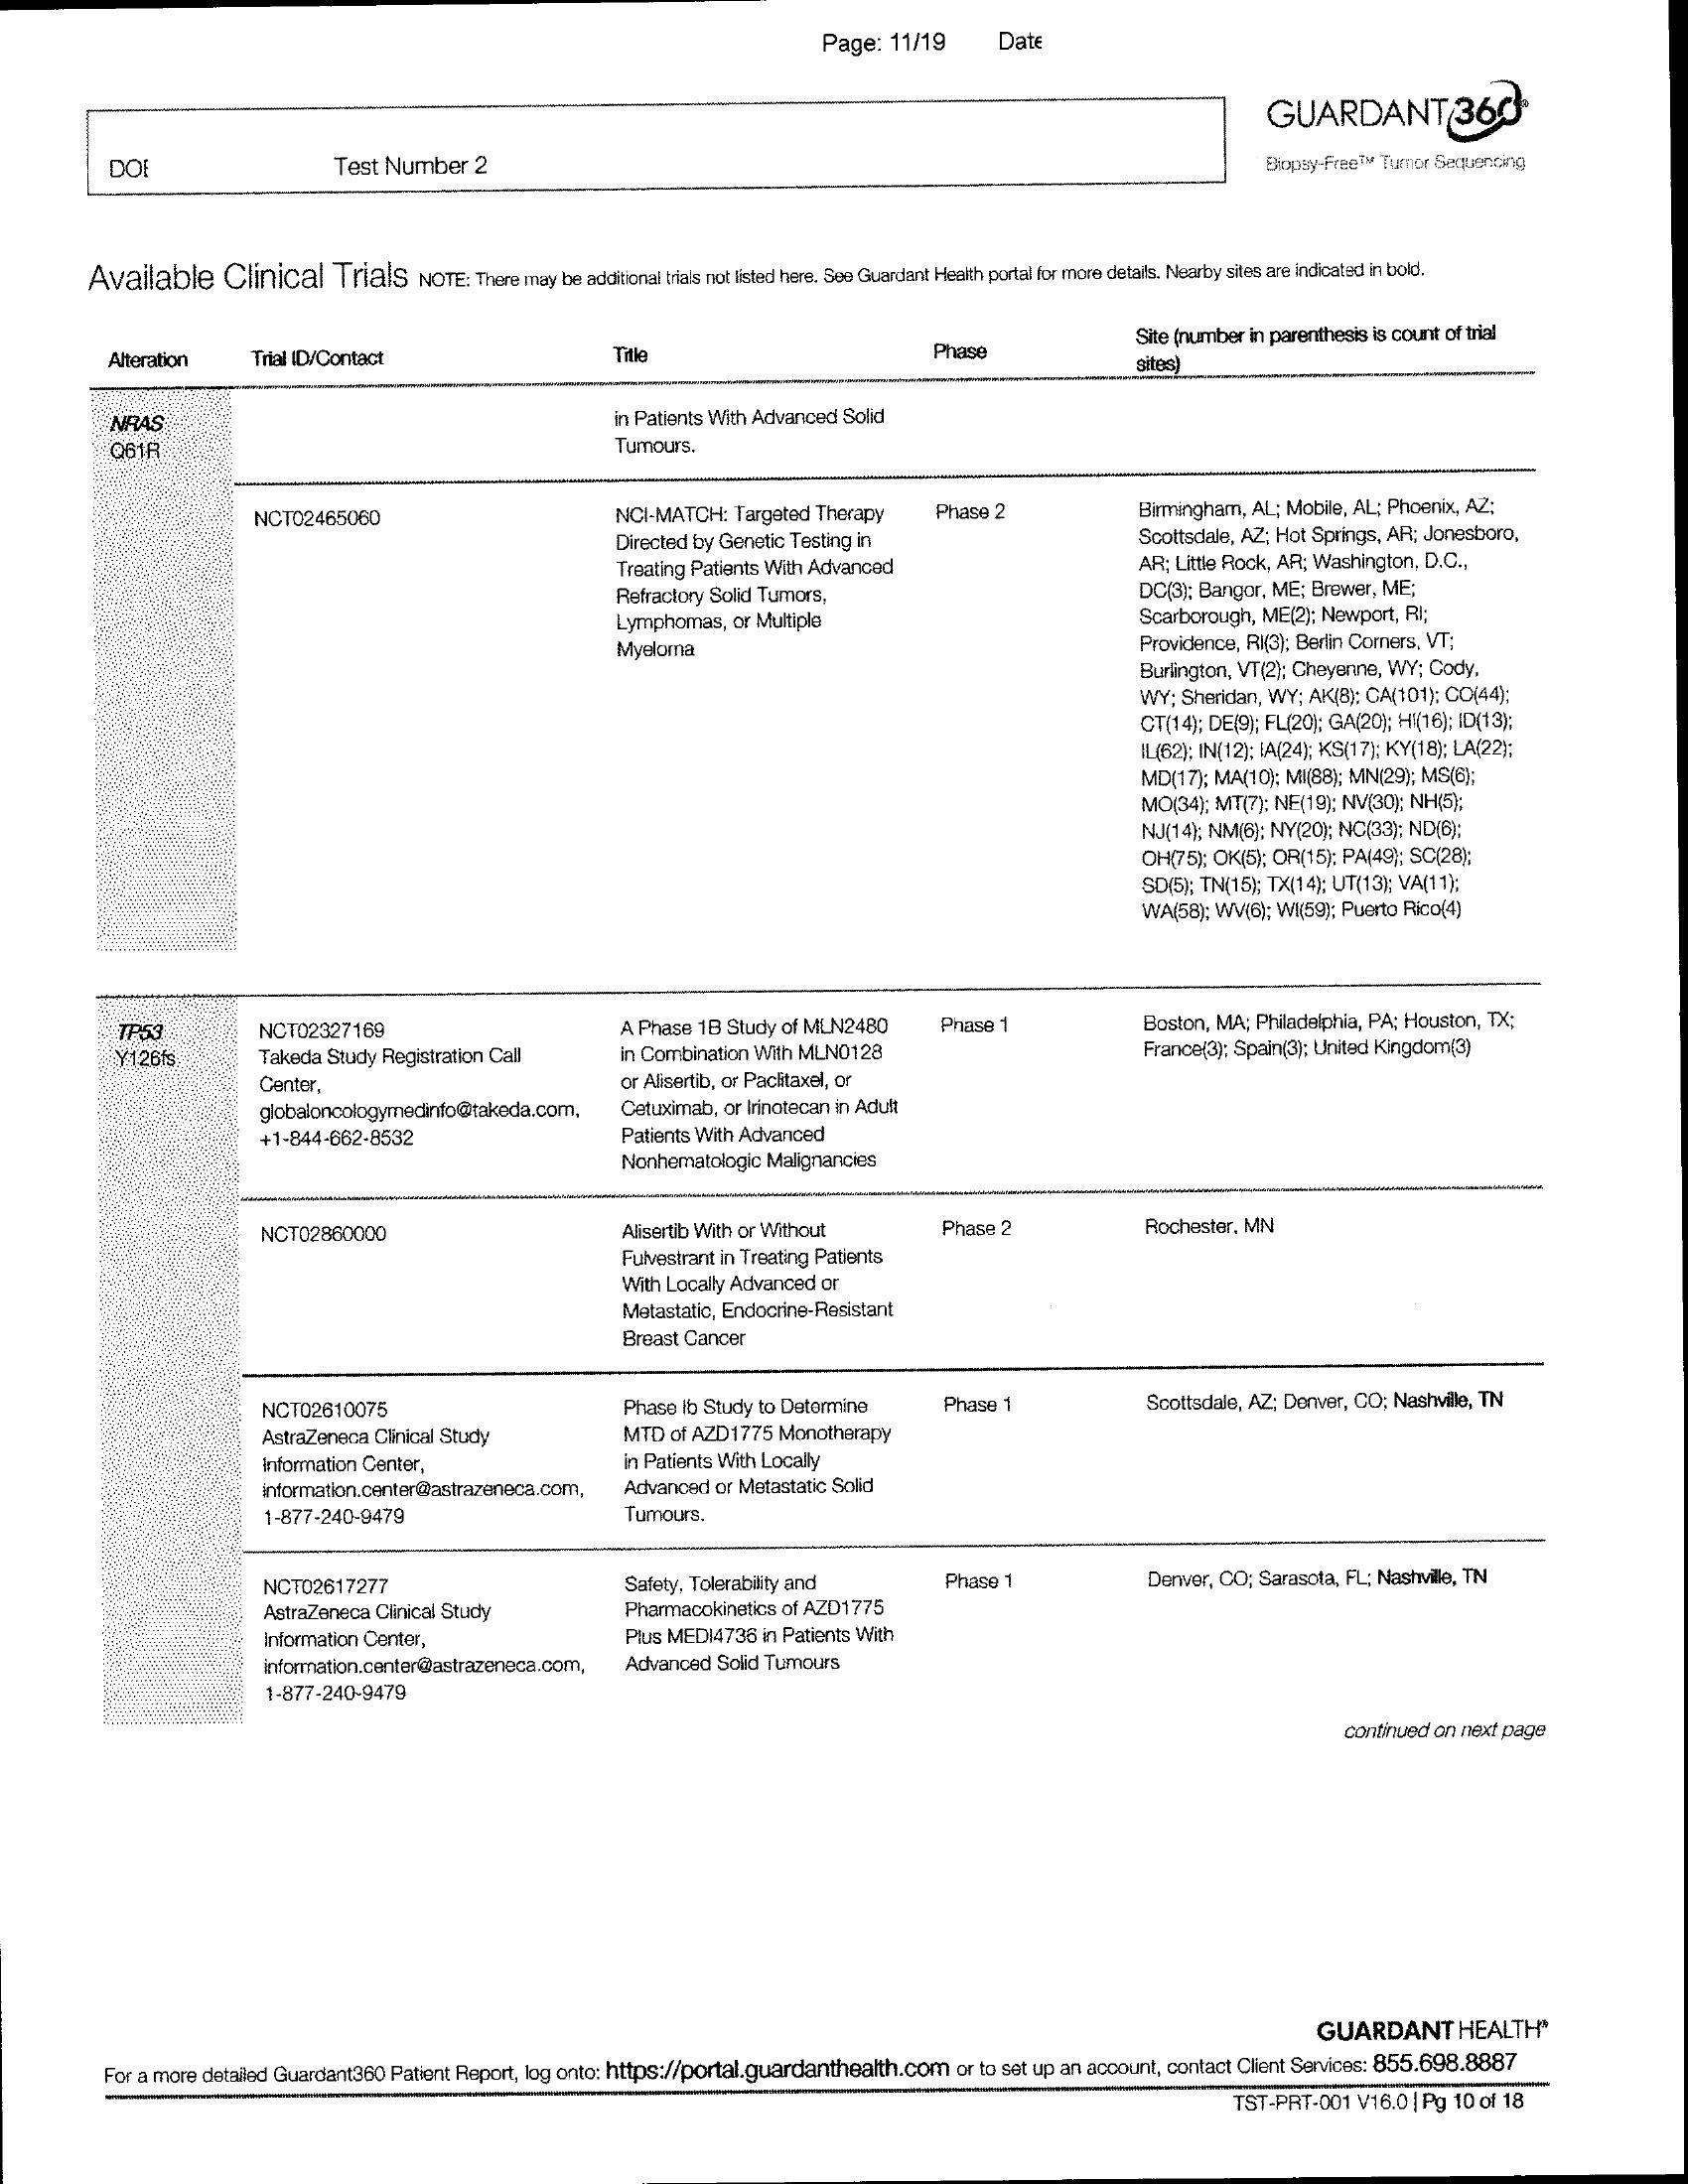 Page: 11/19 Date
GUARDANT360®
DOB Test Number 2
Biopsy-Free™ Tumor Sequencing
Available Clinical Trials NOTE: There may be additional trials not listed here. See Guardant Health portal for more details. Nearby sites are indicated in bold.
Alteration Trial ID/Contact Title Phase Site (number in parenthesis is count of trial
sites)
NRAS
Q61R
in Patients With Advanced Solid
Tumours.
NCT02465060
NCI-MATCH: Targeted Therapy
Directed by Genetic Testing in
Treating Patients With Advanced
Refractory Solid Tumors,
Lymphomas, or Multiple
Myeloma
Phase 2
Birmingham, AL; Mobile, AL; Phoenix, AZ;
Scottsdale, AZ; Hot Springs, AR; Jonesboro,
AR; Little Rock, AR; Washington, D.C.,
DC(3); Bangor, ME; Brewer, ME;
Scarborough, ME(2); Newport, RI;
Providence, RI(3); Berlin Corners, VT;
Burlington, VT(2); Cheyenne, WY; Cody,
WY; Sheridan, WY; AK(8); CA(101); CO(44);
CT(14); DE(9); FL(20); GA(20); HI(16); ID(13);
IL(62); IN(12); IA(24); KS(17); KY(18); LA(22);
MD(17); MA(10); MI(88); MN(29); MS(6);
MO(34); MT(7); NE(19); NV(30); NH(5);
NJ(14); NM(6); NY(20); NC(33); ND(6);
OH(75); OK(5); OR(15); PA(49); SC(28);
SD(5); TN(15); TX(14); UT(13); VA(11);
WA(58); WV(6); WI(59); Puerto Rico(4)
TP53
Y126fs
NCT02327169
Takeda Study Registration Call
Center,
globaloncologymedinfo@takeda.com,
+1-844-662-8532
A Phase 1B Study of MLN2480
in Combination With MLN0128
or Alisertib, or Paclitaxel, or
Cetuximab, or Irinotecan in Adult
Patients With Advanced
Nonhematologic Malignancies
Phase 1
Boston, MA; Philadelphia, PA; Houston, TX;
France(3); Spain(3); United Kingdom(3)
NCT02860000
Alisertib With or Without
Fulvestrant in Treating Patients
With Locally Advanced or
Metastatic, Endocrine-Resistant
Breast Cancer
Phase 2
Rochester, MN
NCT02610075
AstraZeneca Clinical Study
Information Center,
information.center@astrazeneca.com,
1-877-240-9479
Phase Ib Study to Determine
MTD of AZD1775 Monotherapy
in Patients With Locally
Advanced or Metastatic Solid
Tumours.
Phase 1
Scottsdale, AZ; Denver, CO; Nashville, TN
NCT02617277
AstraZeneca Clinical Study
Information Center,
information.center@astrazeneca.com,
1-877-240-9479
Safety, Tolerability and
Pharmacokinetics of AZD1775
Plus MEDI4736 in Patients With
Advanced Solid Tumours
Phase 1
Denver, CO; Sarasota, FL; Nashville, TN
continued on next page
GUARDANT HEALTH®
For a more detailed Guardant360 Patient Report, log onto: https://portal.guardanthealth.com or to set up an account, contact Client Services: 855.698.8887
TST-PRT-001 V16.0 | Pg 10 of 18